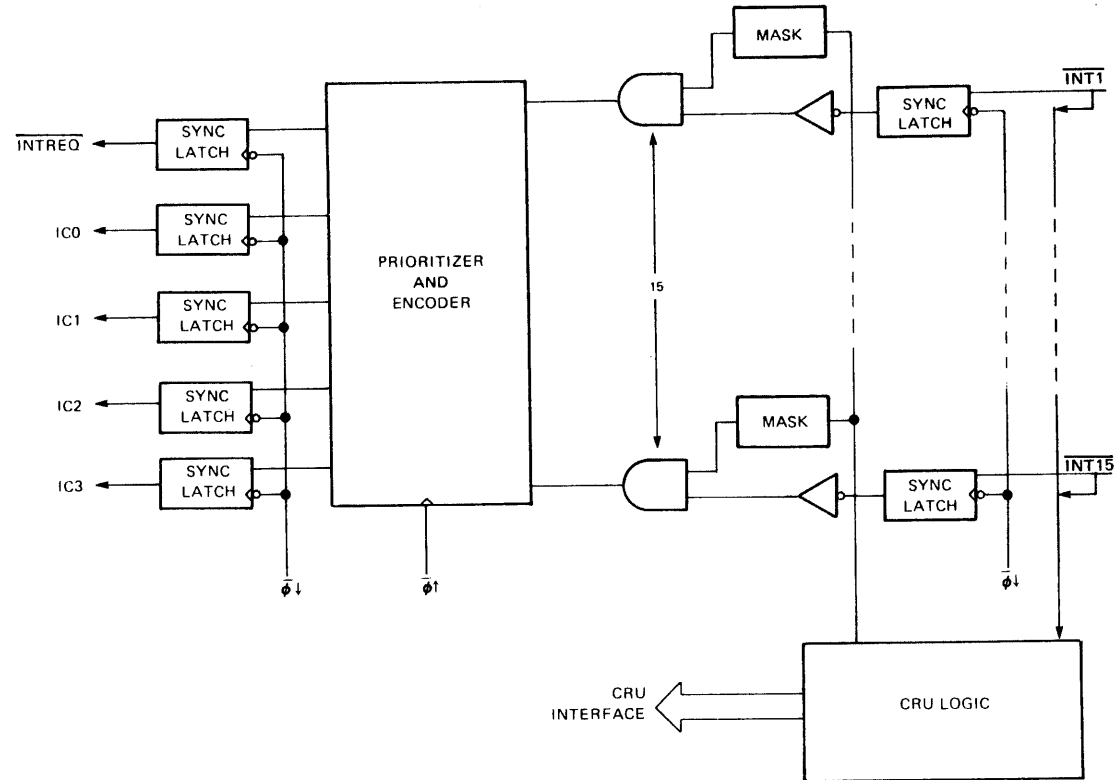 MASK
INT1
SYNC
LATCH
SYNC
LATCH
INTREQ
SYNC
LATCH
IC0
PRIORITIZER
AND
ENCODER
15
SYNC
LATCH
IC1
SYNC
LATCH
IC2
MASK
SYNC
LATCH
IC3
INT15
SYNC
LATCH
ϕ̅↓
ϕ̅↑
ϕ̅↓
CRU
INTERFACE
CRU LOGIC